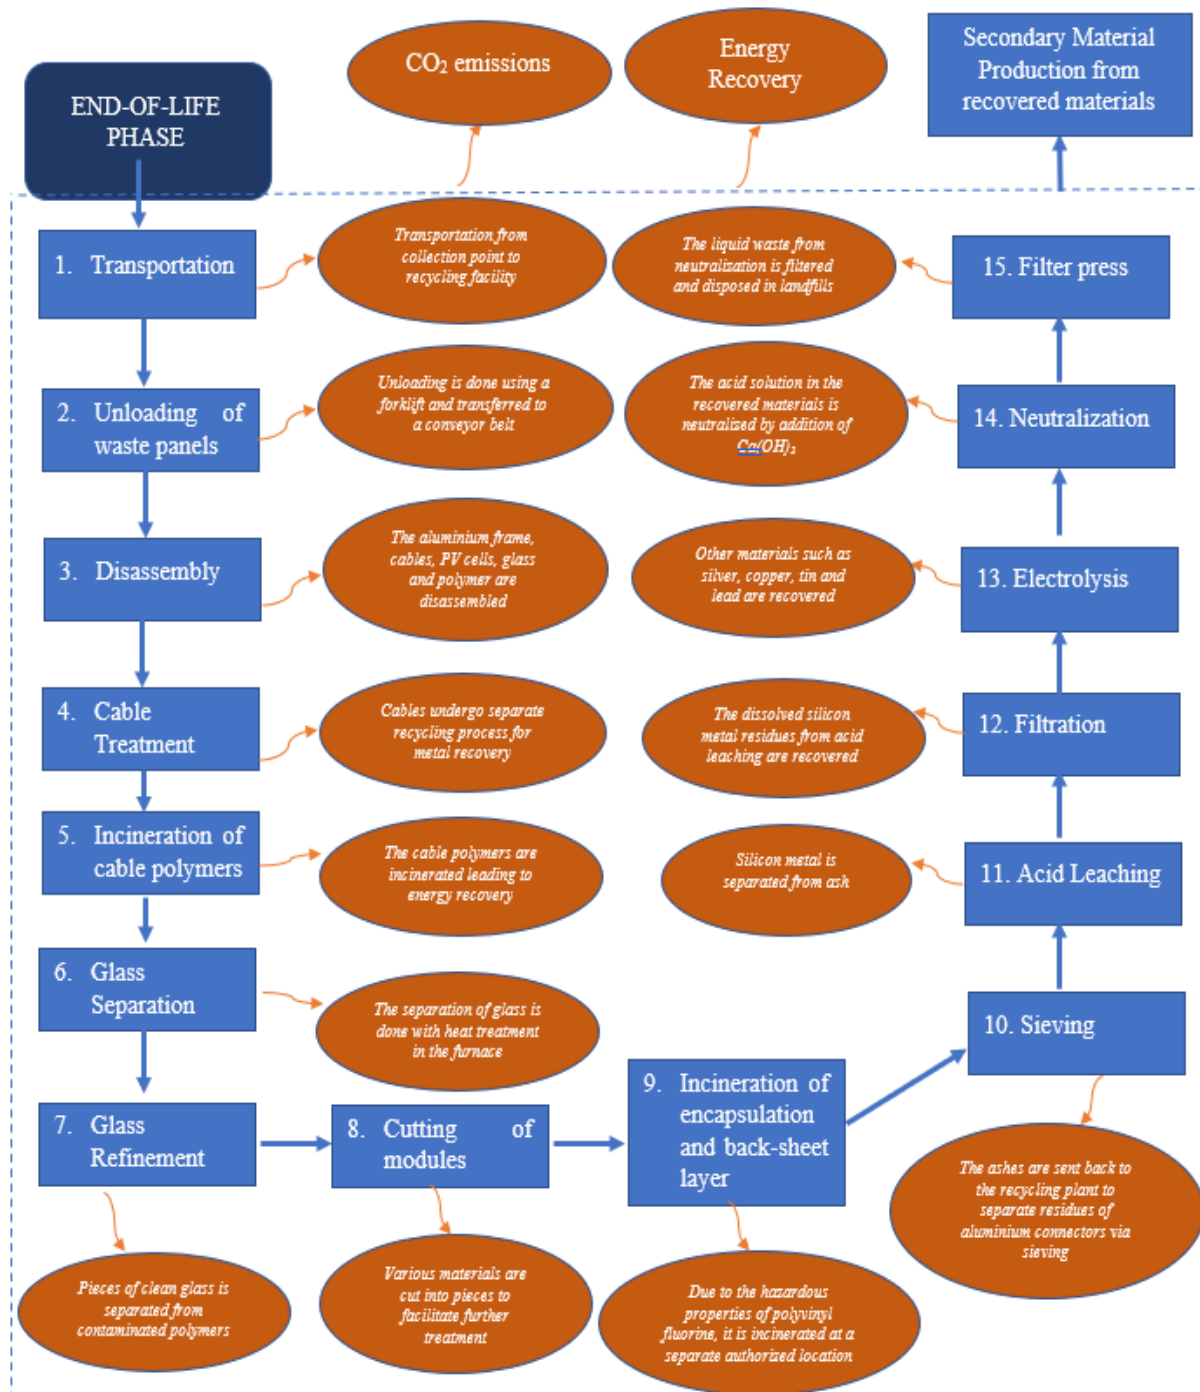 END-OF-LIFE
PHASE
CO₂ emissions
Energy
Recovery
Secondary Material
Production from
recovered materials
1. Transportation
Transportation from
collection point to
recycling facility
2. Unloading of
waste panels
Unloading is done using a
forklift and transferred to
a conveyor belt
3. Disassembly
The aluminium frame,
cables, PV cells, glass
and polymer are
disassembled
4. Cable
Treatment
Cables undergo separate
recycling process for
metal recovery
5. Incineration of
cable polymers
The cable polymers are
incinerated leading to
energy recovery
6. Glass
Separation
The separation of glass is
done with heat treatment
in the furnace
7. Glass
Refinement
Pieces of clean glass is
separated from
contaminated polymers
8. Cutting of
modules
Various materials are
cut into pieces to
facilitate further
treatment
9. Incineration of
encapsulation
and back-sheet
layer
Due to the hazardous
properties of polyvinyl
fluorine, it is incinerated at a
separate authorized location
10. Sieving
The ashes are sent back to
the recycling plant to
separate residues of
aluminium connectors via
sieving
11. Acid Leaching
Silicon metal is
separated from ash
12. Filtration
The dissolved silicon
metal residues from acid
leaching are recovered
13. Electrolysis
Other materials such as
silver, copper, tin and
lead are recovered
14. Neutralization
The acid solution in the
recovered materials is
neutralized by addition of
Ca(OH)₂
15. Filter press
The liquid waste from
neutralization is filtered
and disposed in landfills